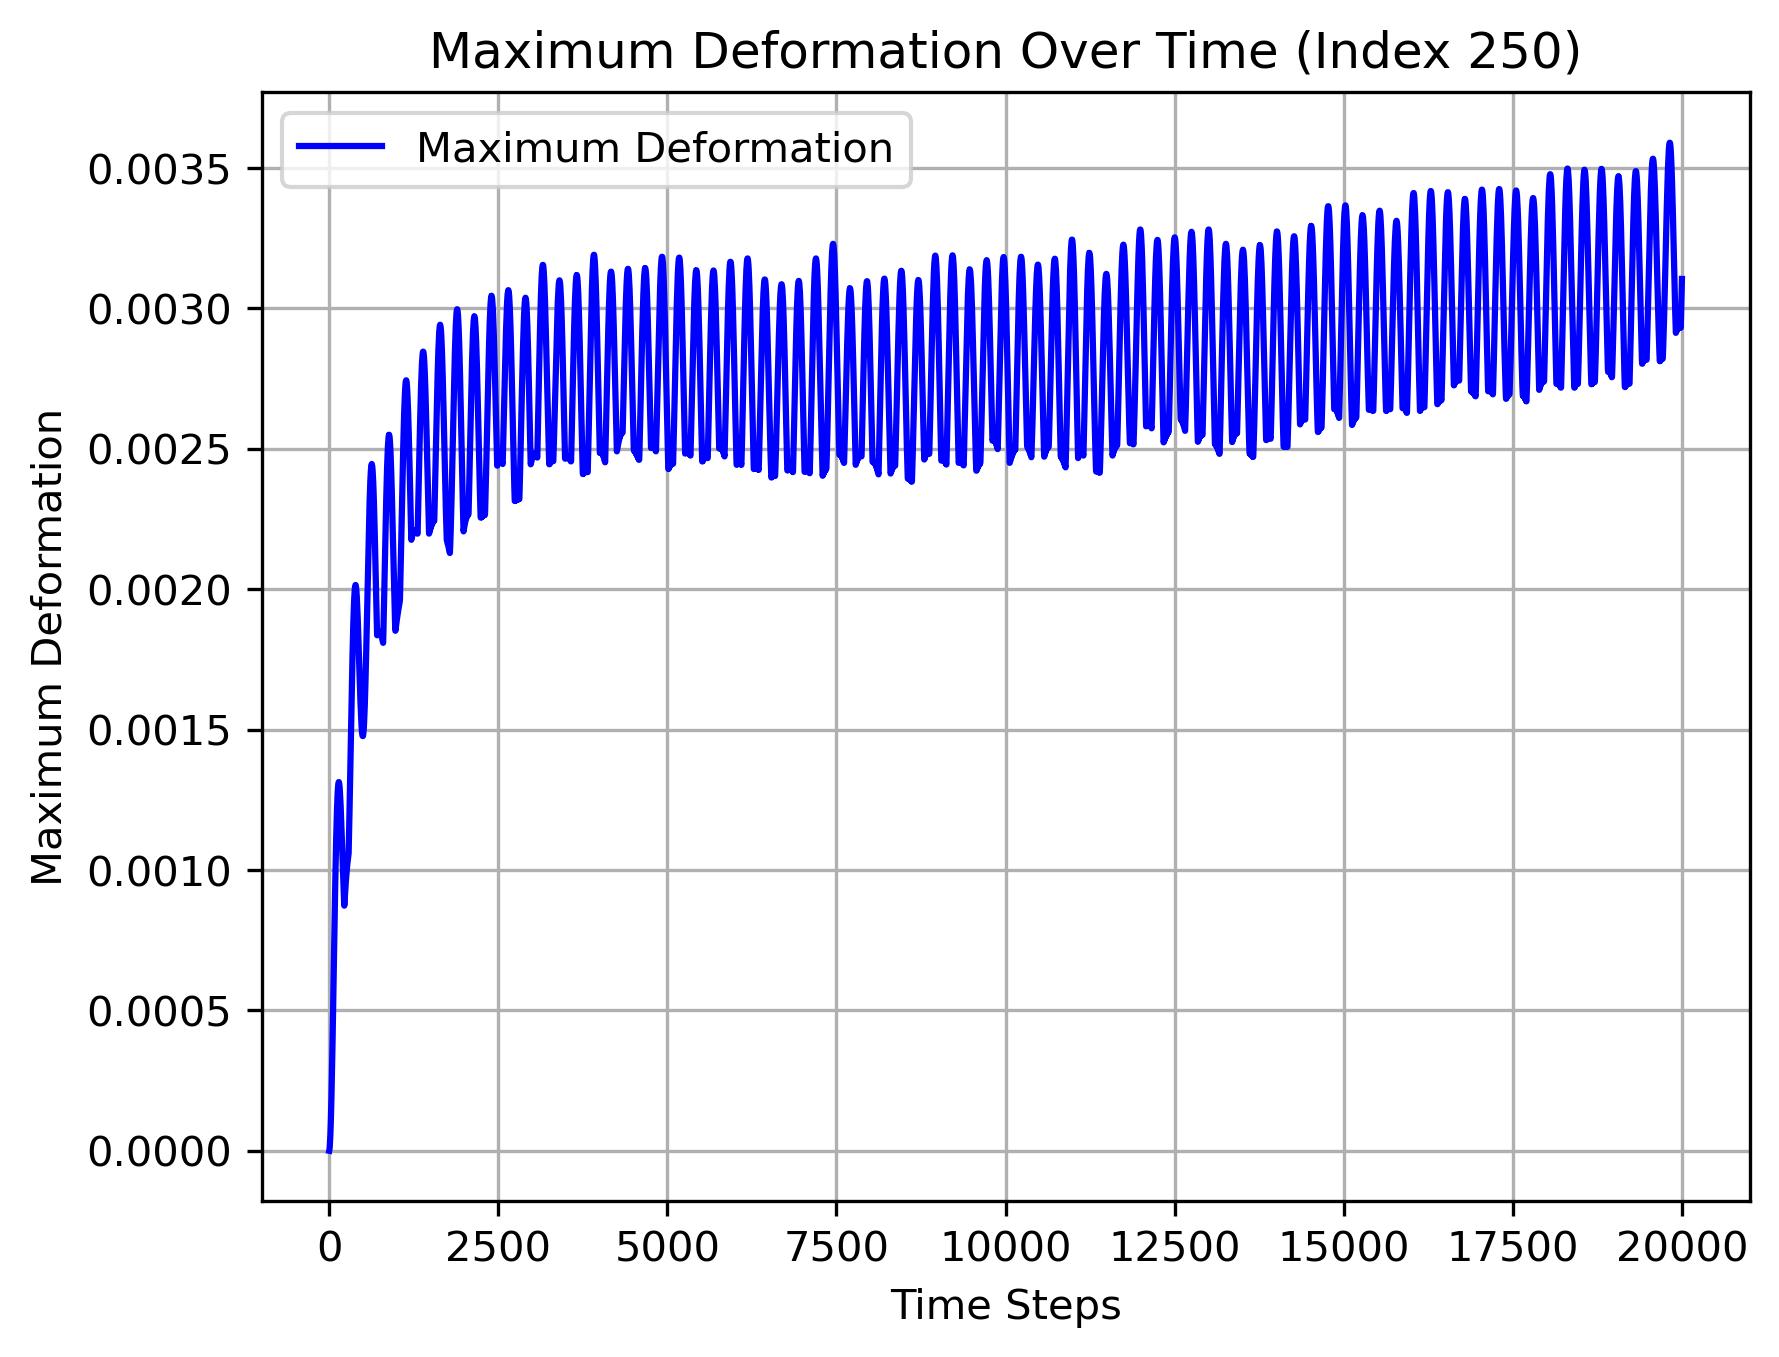 Maximum Deformation Over Time (Index 250)
Maximum Deformation
0.0035
0.0030
0.0025
0.0020
0.0015
0.0010
0.0005
0.0000
Maximum Deformation
0 2500 5000 7500 10000 12500 15000 17500 20000
Time Steps